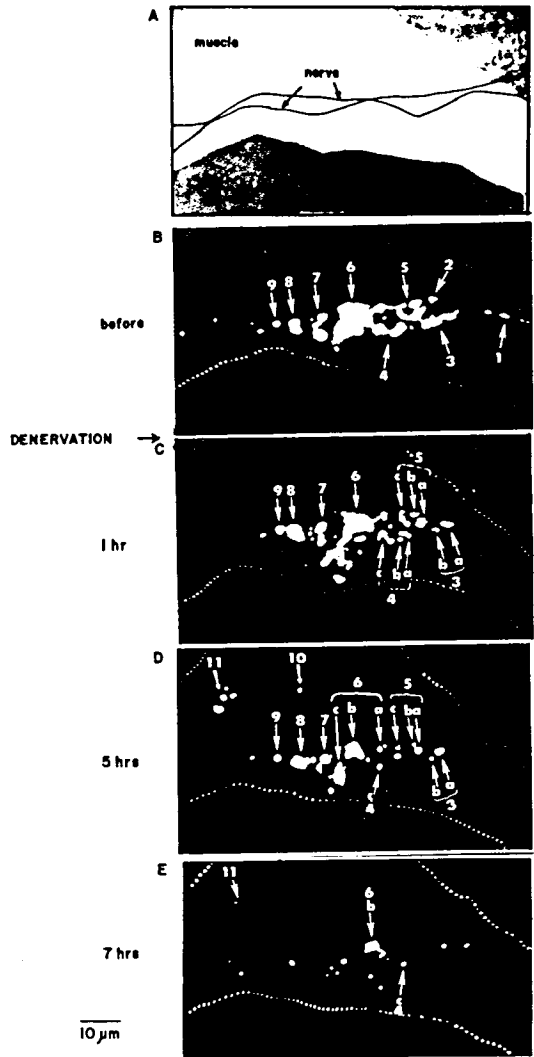 A
muscle
nerve
B
before
9 8 7 6 5 2
4 3 1
DENERVATION →
C
1 hr
5
9 8 7 6 c b a
c b a b a
4 3
D
5 hrs
11 10
6 5
9 8 7 c b a c b a
b a
4 3
E
7 hrs
11
6
b
10 µm